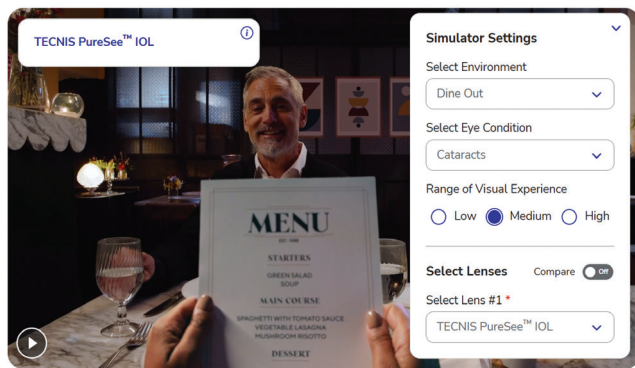 TECNIS PureSee™ IOL
MENU
STARTERS
GREEN SALAD
SOUP
MAIN COURSE
SPAGHETTI WITH TOMATO SAUCE
VEGETABLE LASAGNA
MUSHROOM RISOTTO
DESSERT
Simulator Settings
Select Environment
Dine Out
Select Eye Condition
Cataracts
Range of Visual Experience
Low Medium High
Select Lenses Compare Off
Select Lens #1 *
TECNIS PureSee™ IOL